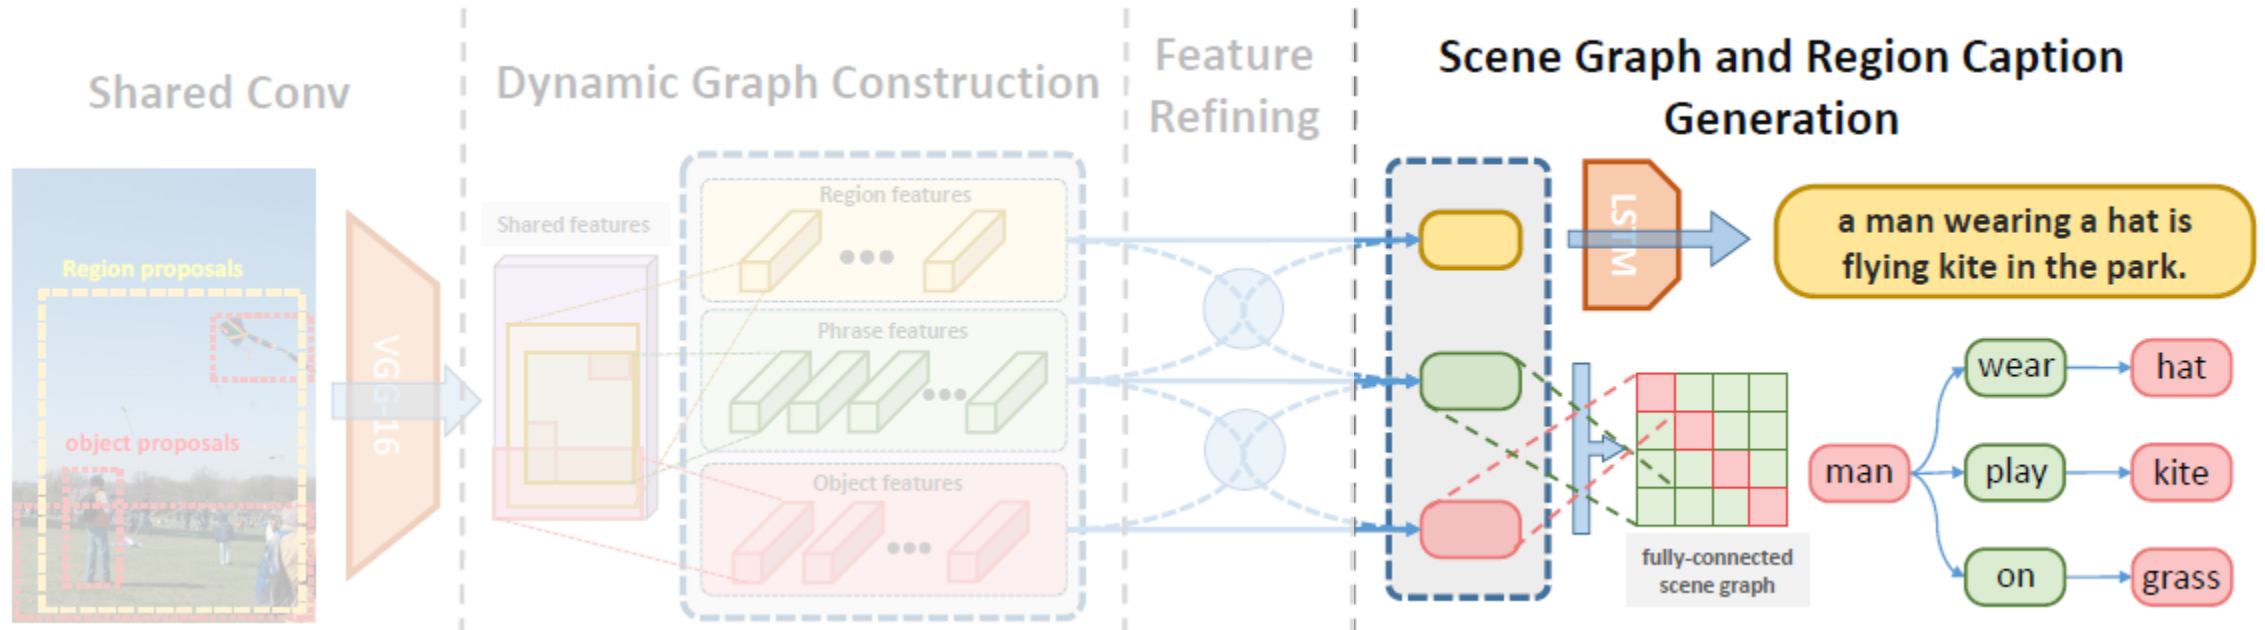 Shared Conv
Dynamic Graph Construction
Feature
Refining
Scene Graph and Region Caption
Generation
Region proposals
object proposals
VGG-16
Shared features
Region features
Phrase features
Object features
LSTM
a man wearing a hat is
flying kite in the park.
fully-connected
scene graph
man
wear
hat
play
kite
on
grass